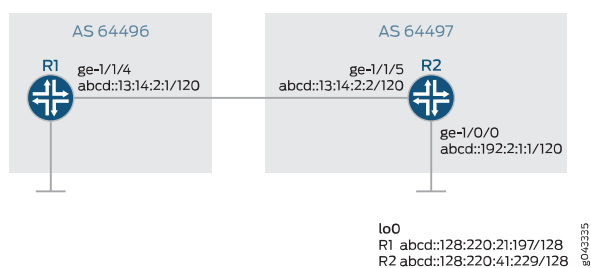 AS 64496
AS 64497
R1
ge-1/1/4
abcd::13:14:2:1/120
ge-1/1/5
abcd::13:14:2:2/120
R2
ge-1/0/0
abcd::192:2:1:1/120
lo0
R1 abcd::128:220:21:197/128
R2 abcd::128:220:41:229/128
g043335